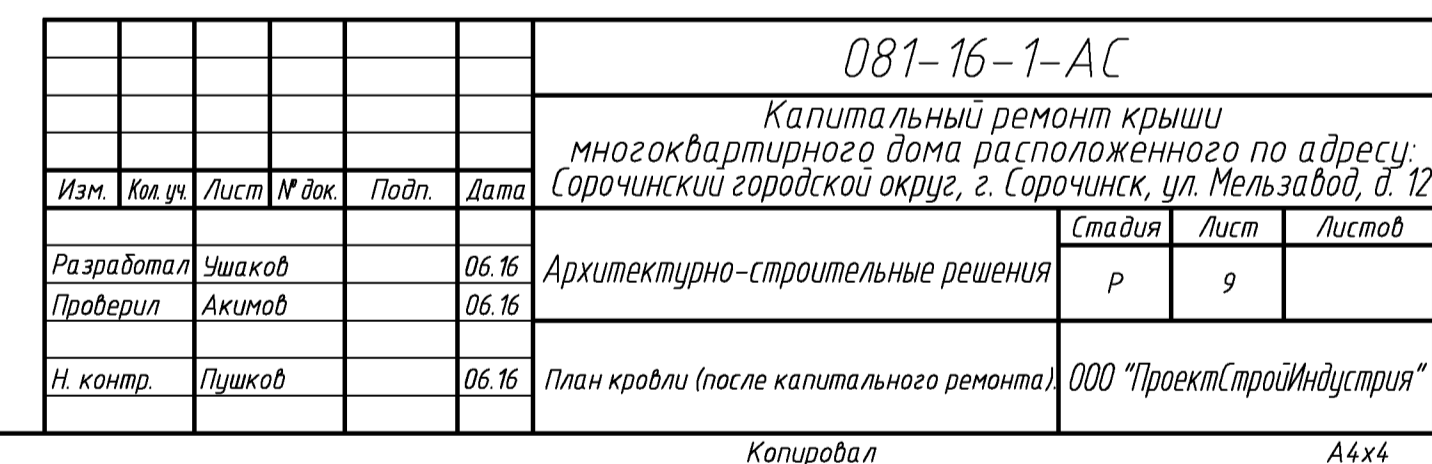 081-16-1-АС
Капитальный ремонт крыши
многоквартирного дома расположенного по адресу:
Сорочинский городской округ, г. Сорочинск, ул. Мельзавод, д. 12
Изм. Кол. уч. Лист № док. Подп. Дата
Стадия Лист Листов
Разработал Ушаков 06.16 Архитектурно-строительные решения Р 9
Проверил Акимов 06.16
Н. контр. Пушков 06.16 План кровли (после капитального ремонта). ООО "ПроектСтройИндустрия"
Копировал А4х4